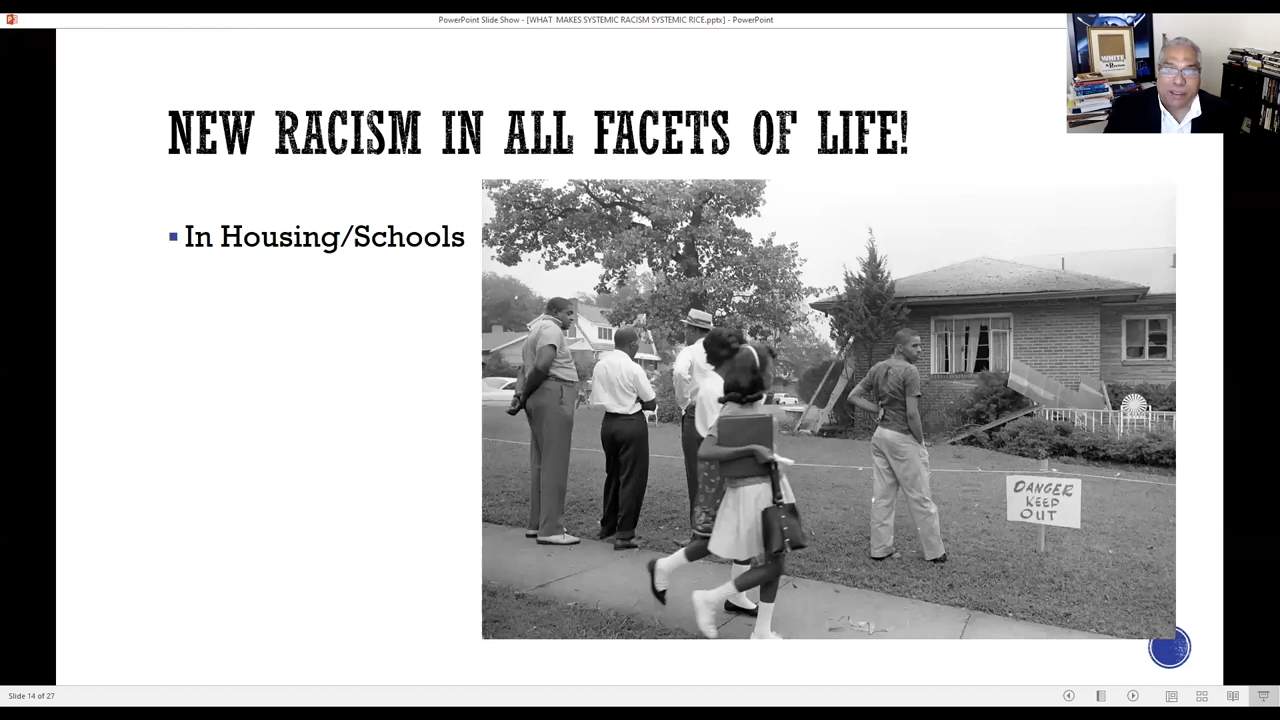 PowerPoint Slide Show - [WHAT MAKES SYSTEMIC RACISM SYSTEMIC RICE.pptx] - PowerPoint
WHITE
NEW RACISM IN ALL FACETS OF LIFE!
In Housing/Schools
DANGER
KEEP
OUT
Slide 14 of 27